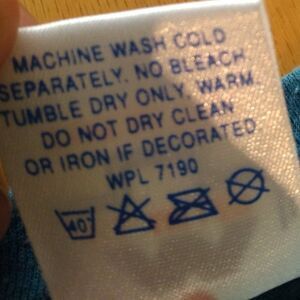 MACHINE WASH COLD
SEPARATELY. NO BLEACH
TUMBLE DRY ONLY. WARM
DO NOT DRY CLEAN
OR IRON IF DECORATED
WPL 7190
40